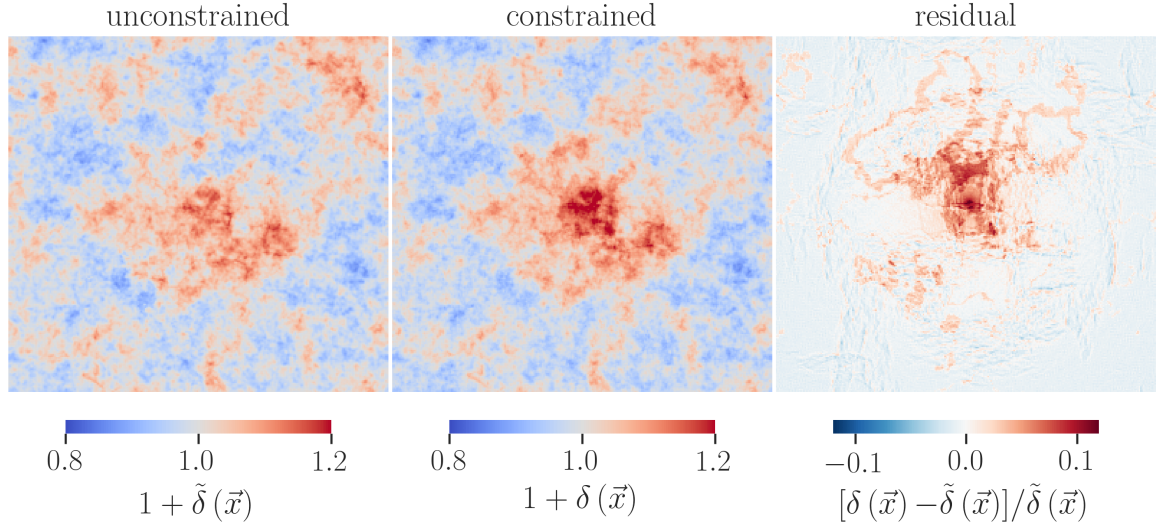 unconstrained constrained residual
0.8 1.0 1.2 0.8 1.0 1.2 −0.1 0.0 0.1
1 + δ̃ (x⃗) 1 + δ (x⃗) [δ (x⃗) −δ̃ (x⃗)]/δ̃ (x⃗)